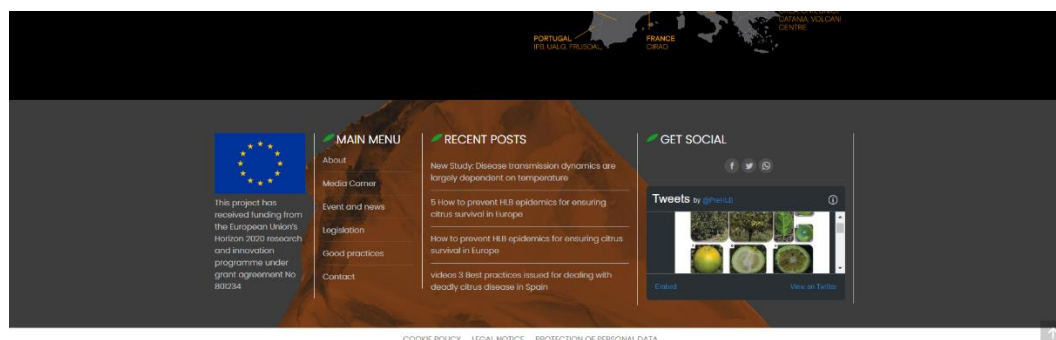 CATANIA, VOLCANI
CENTRE.
PORTUGAL
IPB, UALG, FRUSOAL,
FRANCE
CIRAD
This project has
received funding from
the European Union's
Horizon 2020 research
and innovation
programme under
grant agreement No
801234
MAIN MENU
About
Media Corner
Event and news
Legislation
Good practices
Contact
RECENT POSTS
New Study: Disease transmission dynamics are
largely dependent on temperature
5 How to prevent HLB epidemics for ensuring
citrus survival in Europe
How to prevent HLB epidemics for ensuring citrus
survival in Europe
videos 3 Best practices issued for dealing with
deadly citrus disease in Spain
GET SOCIAL
Tweets by @PreHLB
Embed
View on Twitter
COOKIE POLICY LEGAL NOTICE PROTECTION OF PERSONAL DATA